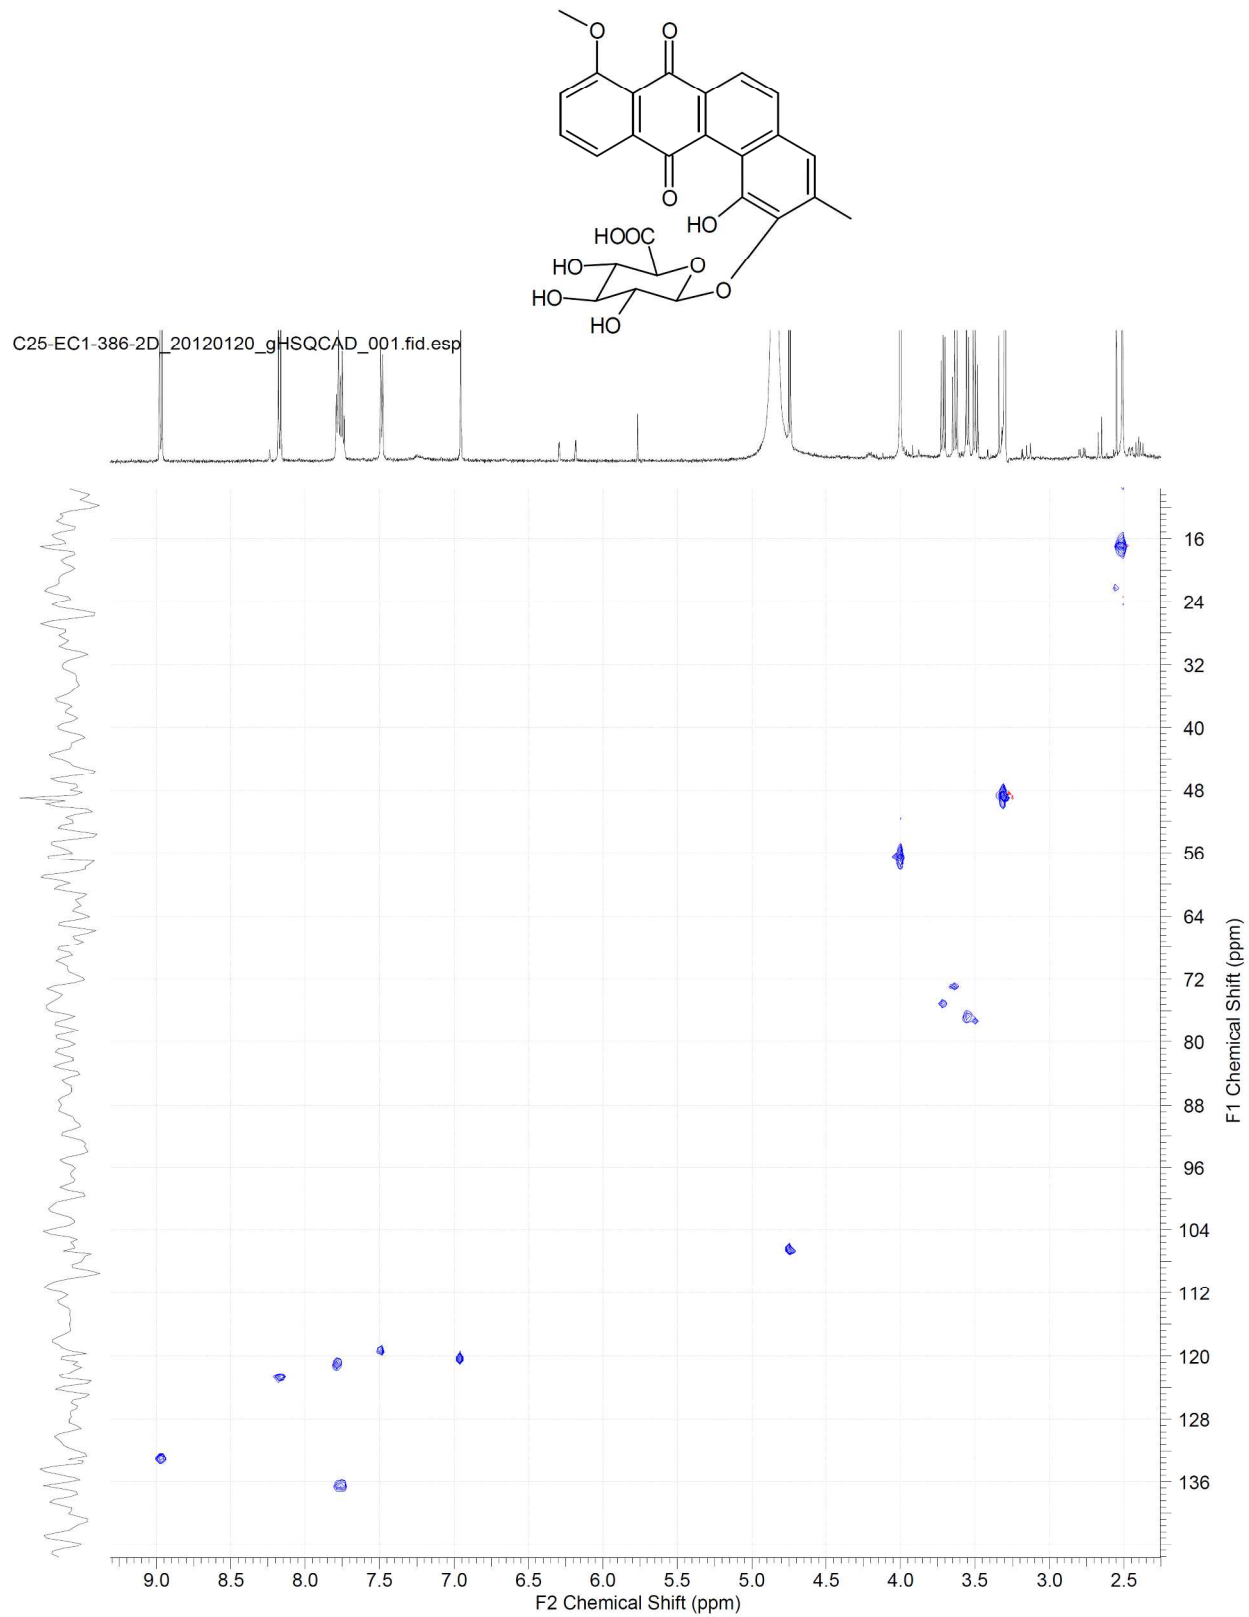 O
O
O
HO
HOOC
HO
O
HO
O
HO
C25-EC1-386-2D_20120120_gHSQCAD_001.fid.esp
16
24
32
40
48
56
64
72
80
88
96
104
112
120
128
136
F1 Chemical Shift (ppm)
9.0 8.5 8.0 7.5 7.0 6.5 6.0 5.5 5.0 4.5 4.0 3.5 3.0 2.5
F2 Chemical Shift (ppm)